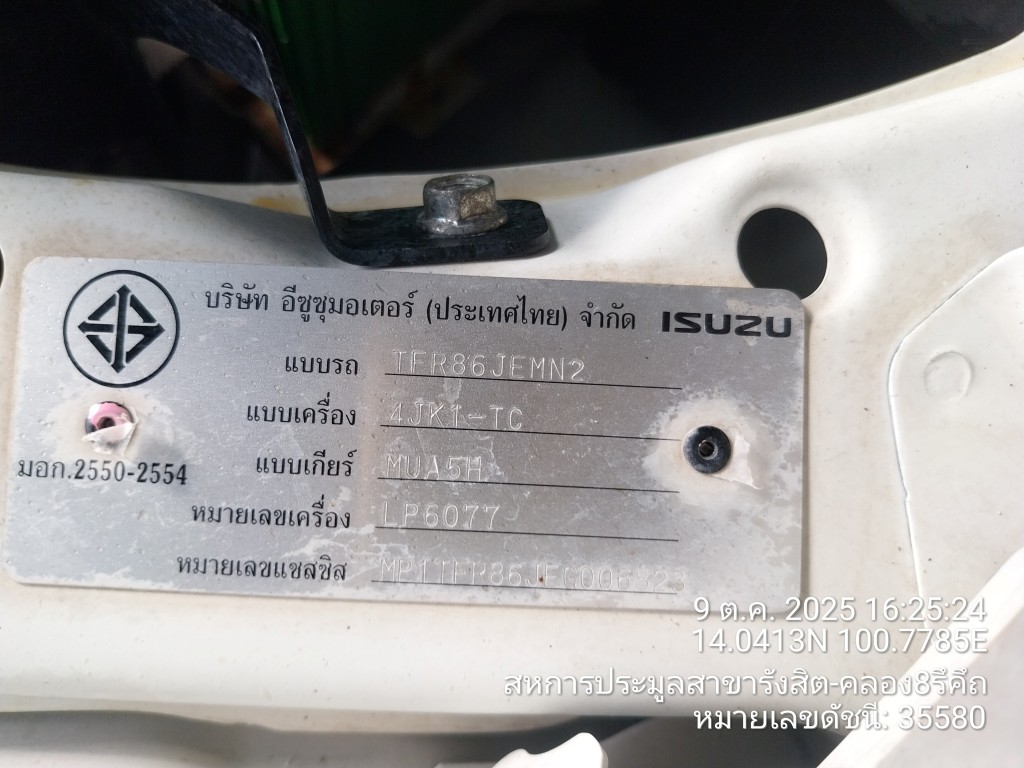 บริษัท อีซูซุมอเตอร์ (ประเทศไทย) จำกัด ISUZU
แบบรถ TFR86JEMN2
แบบเครื่อง 4JK1-TC
แบบเกียร์ MUA5H
มอก.2550-2554
หมายเลขเครื่อง LP6077
หมายเลขแชสซิส
9 ต.ค. 2025 16:25:24
14.0413N 100.7785E
สหการประมูลสาขารังสิต-คลอง8รึคึถ
หมายเลขดัชนี: 35580